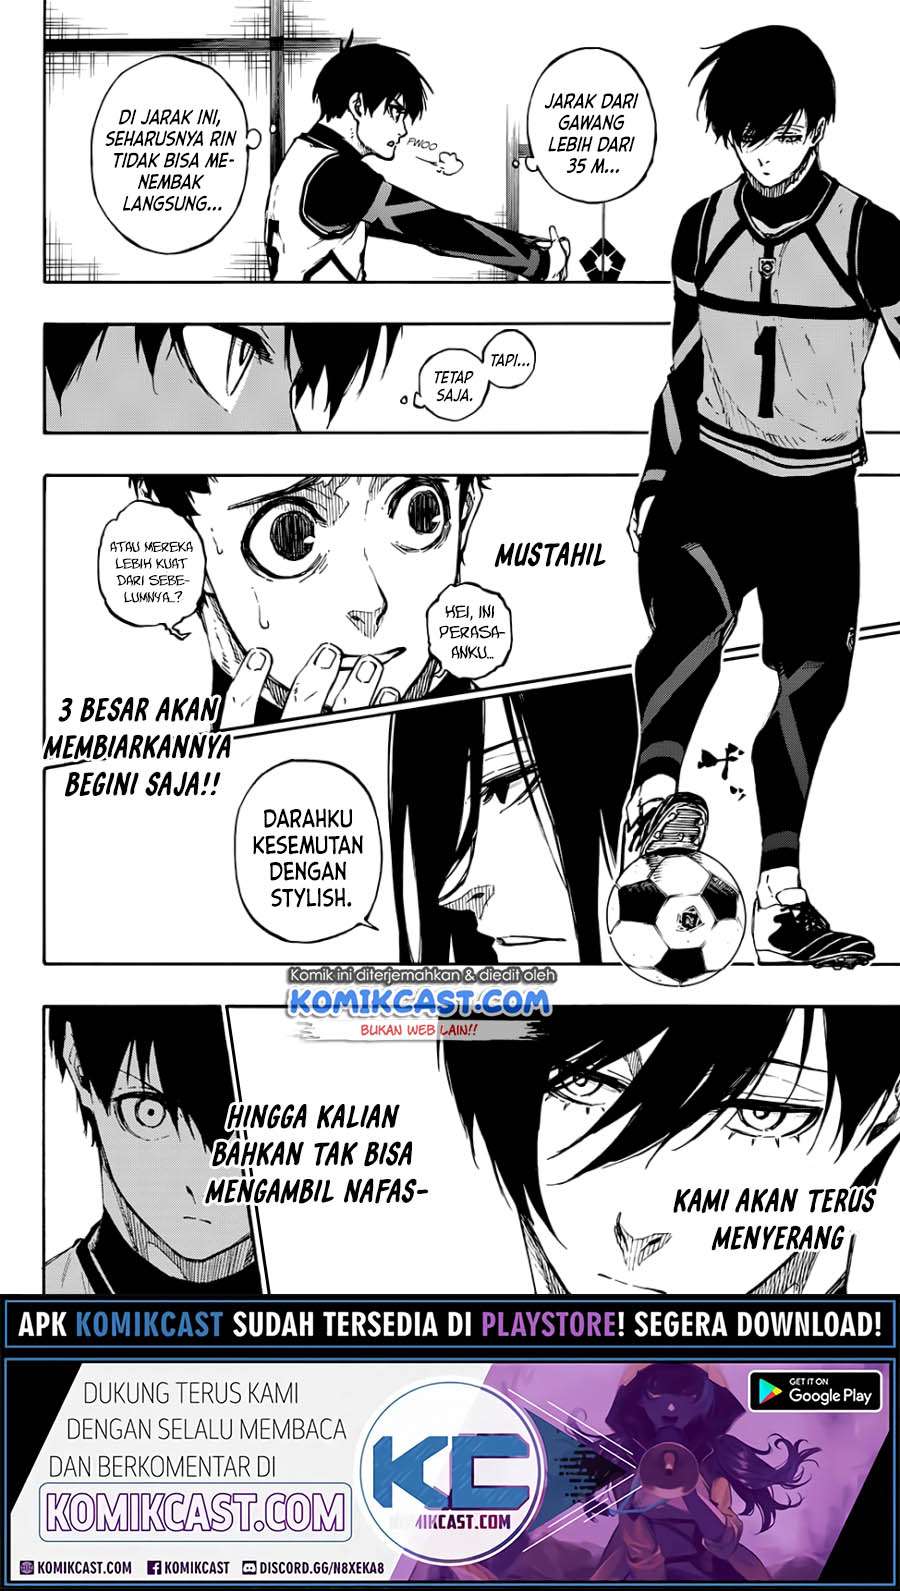 JARAK DARI
GAWANG
LEBIH DARI
35 M...
FWOO
DI JARAK INI,
SEHARUSNYA RIN
TIDAK BISA ME-
NEMBAK
LANGSUNG...
1
TAPI...
TETAP
SAJA.
MUSTAHIL
HEI, INI
PERASA-
ANKU...
ATAU MEREKA
LEBIH KUAT
DARI SEBE-
LUMNYA..?
3 BESAR AKAN
MEMBIARKANNYA
BEGINI SAJA!!
DARAHKU
KESEMUTAN
DENGAN
STYLISH.
Komik ini diterjemahkan & diedit oleh
KOMIKCAST.COM
BUKAN WEB LAIN!!
KAMI AKAN TERUS
MENYERANG
HINGGA KALIAN
BAHKAN TAK BISA
MENGAMBIL NAFAS-
APK KOMIKCAST SUDAH TERSEDIA DI PLAYSTORE! SEGERA DOWNLOAD!
DUKUNG TERUS KAMI
DENGAN SELALU MEMBACA
DAN BERKOMENTAR DI
KOMIKCAST.COM
KOMIKCAST.COM KOMIKCAST DISCORD.GG/N8XEKA8
KC
KOMIKCAST.COM
GET IT ON
Google Play